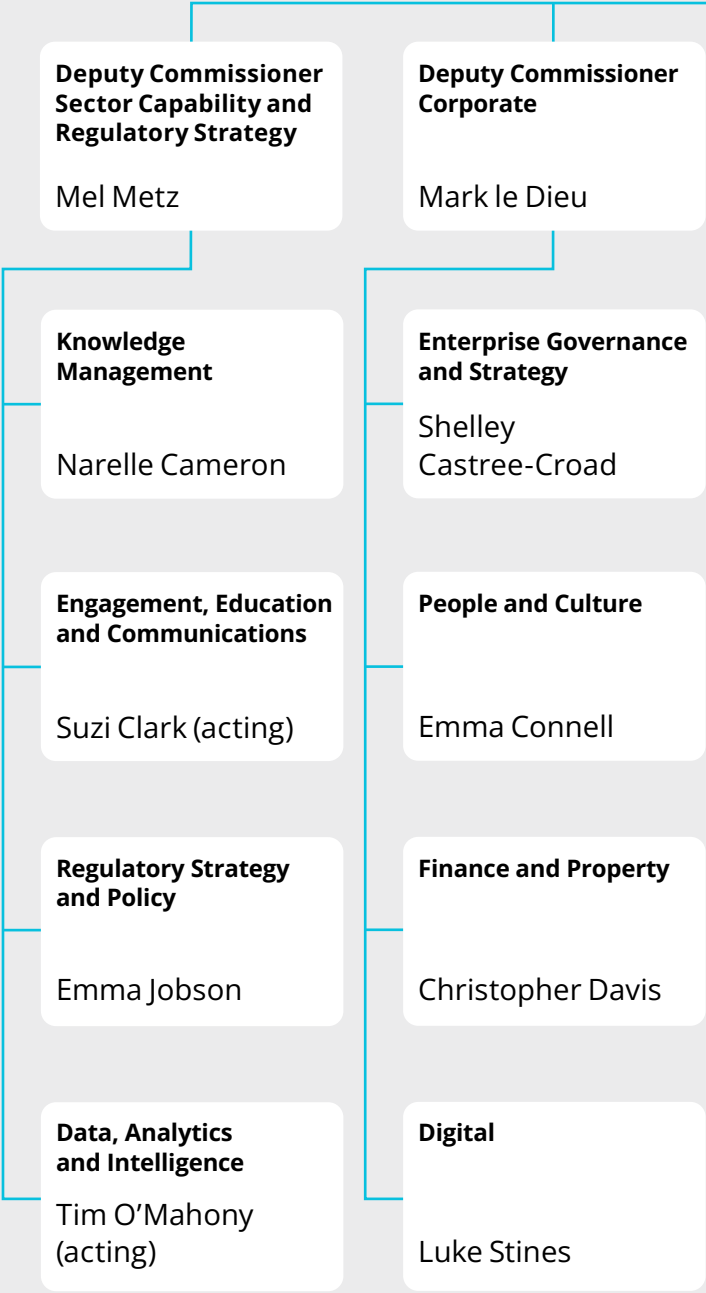 Deputy Commissioner
Sector Capability and
Regulatory Strategy
Mel Metz
Knowledge
Management
Narelle Cameron
Engagement, Education
and Communications
Suzi Clark (acting)
Regulatory Strategy
and Policy
Emma Jobson
Data, Analytics
and Intelligence
Tim O’Mahony
(acting)
Deputy Commissioner
Corporate
Mark le Dieu
Enterprise Governance
and Strategy
Shelley
Castree-Croad
People and Culture
Emma Connell
Finance and Property
Christopher Davis
Digital
Luke Stines